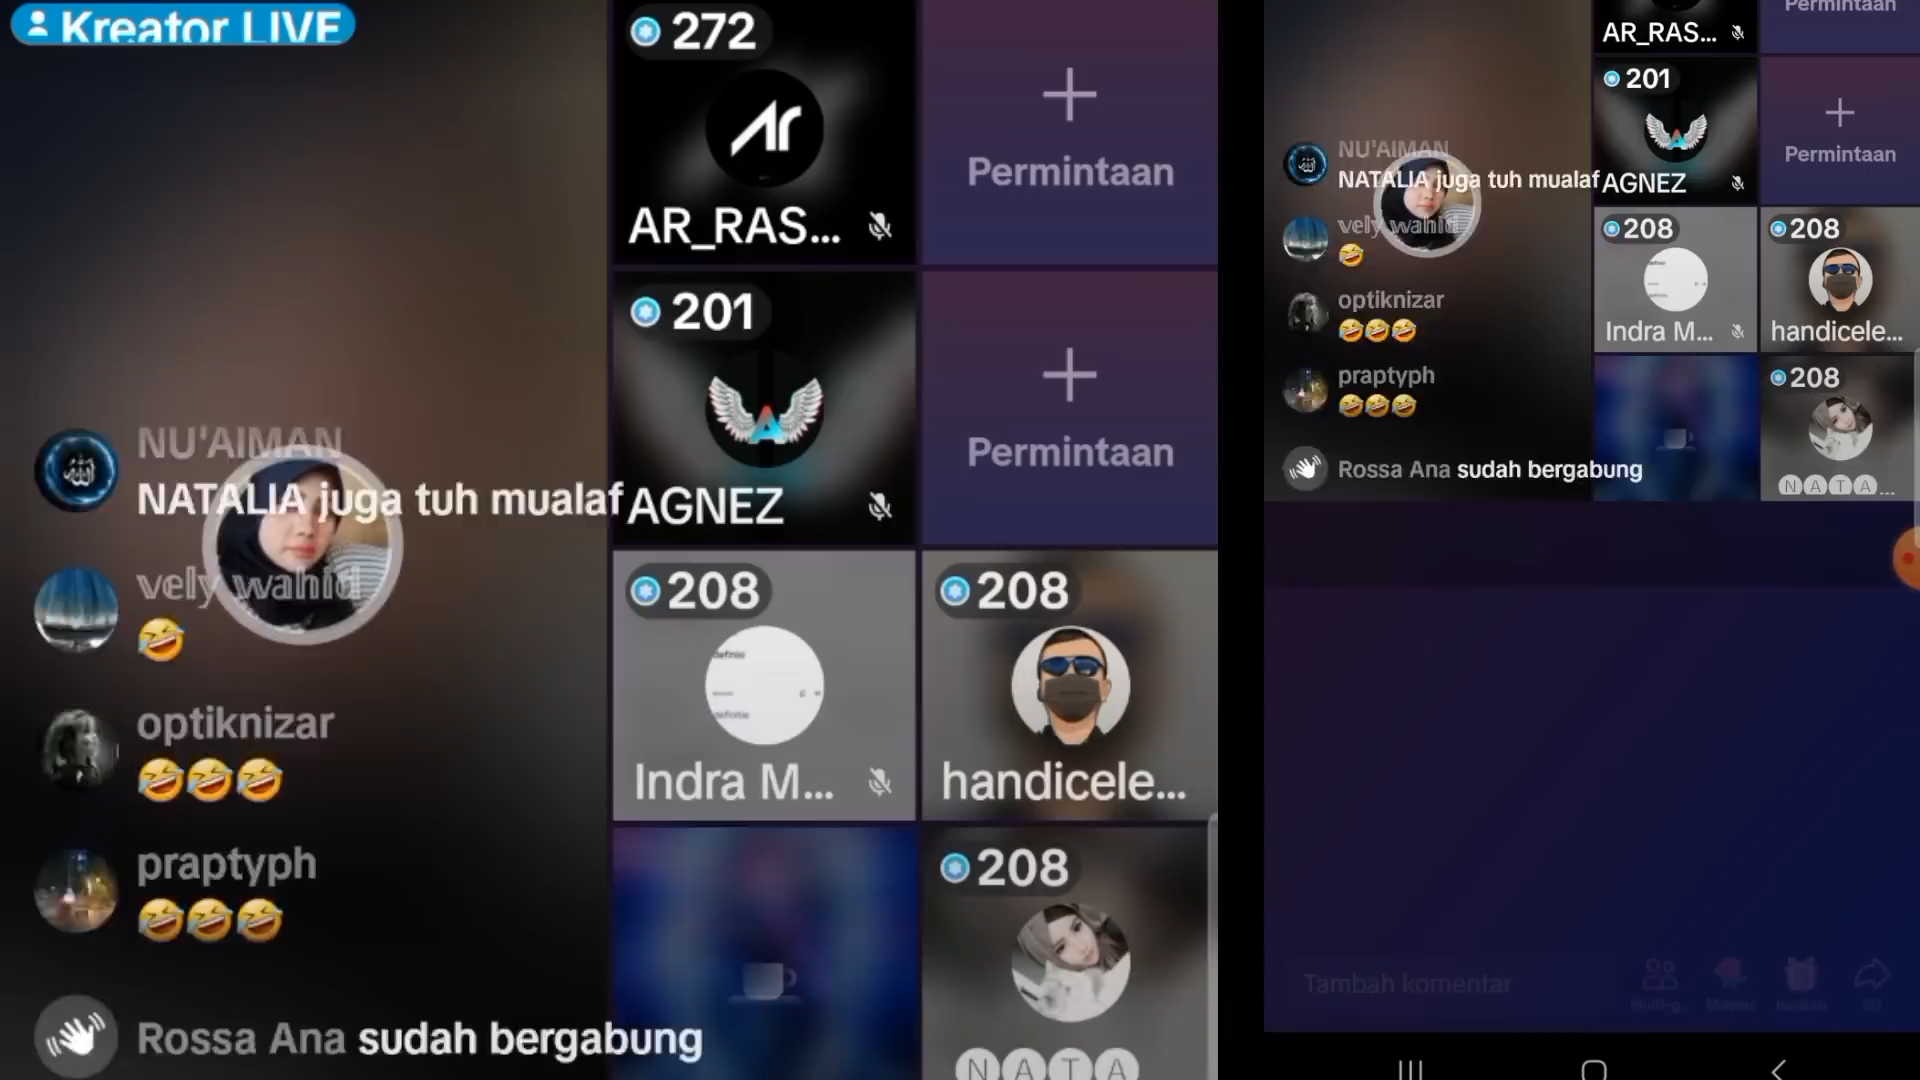 Kreator LIVE
272
AR_RAS...
Permintaan
201
AGNEZ
Permintaan
NU'AIMAN
NATALIA juga tuh mualaf
vely wahid
🤣
optiknizar
🤣🤣🤣
praptyph
🤣🤣🤣
Rossa Ana sudah bergabung
208
Indra M...
208
handicele...
208
NATA
Permintaan
AR_RAS...
201
AGNEZ
Permintaan
NU'AIMAN
NATALIA juga tuh mualaf
vely wahid
🤣
optiknizar
🤣🤣🤣
praptyph
🤣🤣🤣
Rossa Ana sudah bergabung
208
Indra M...
208
handicele...
208
NATA...
Tambah komentar